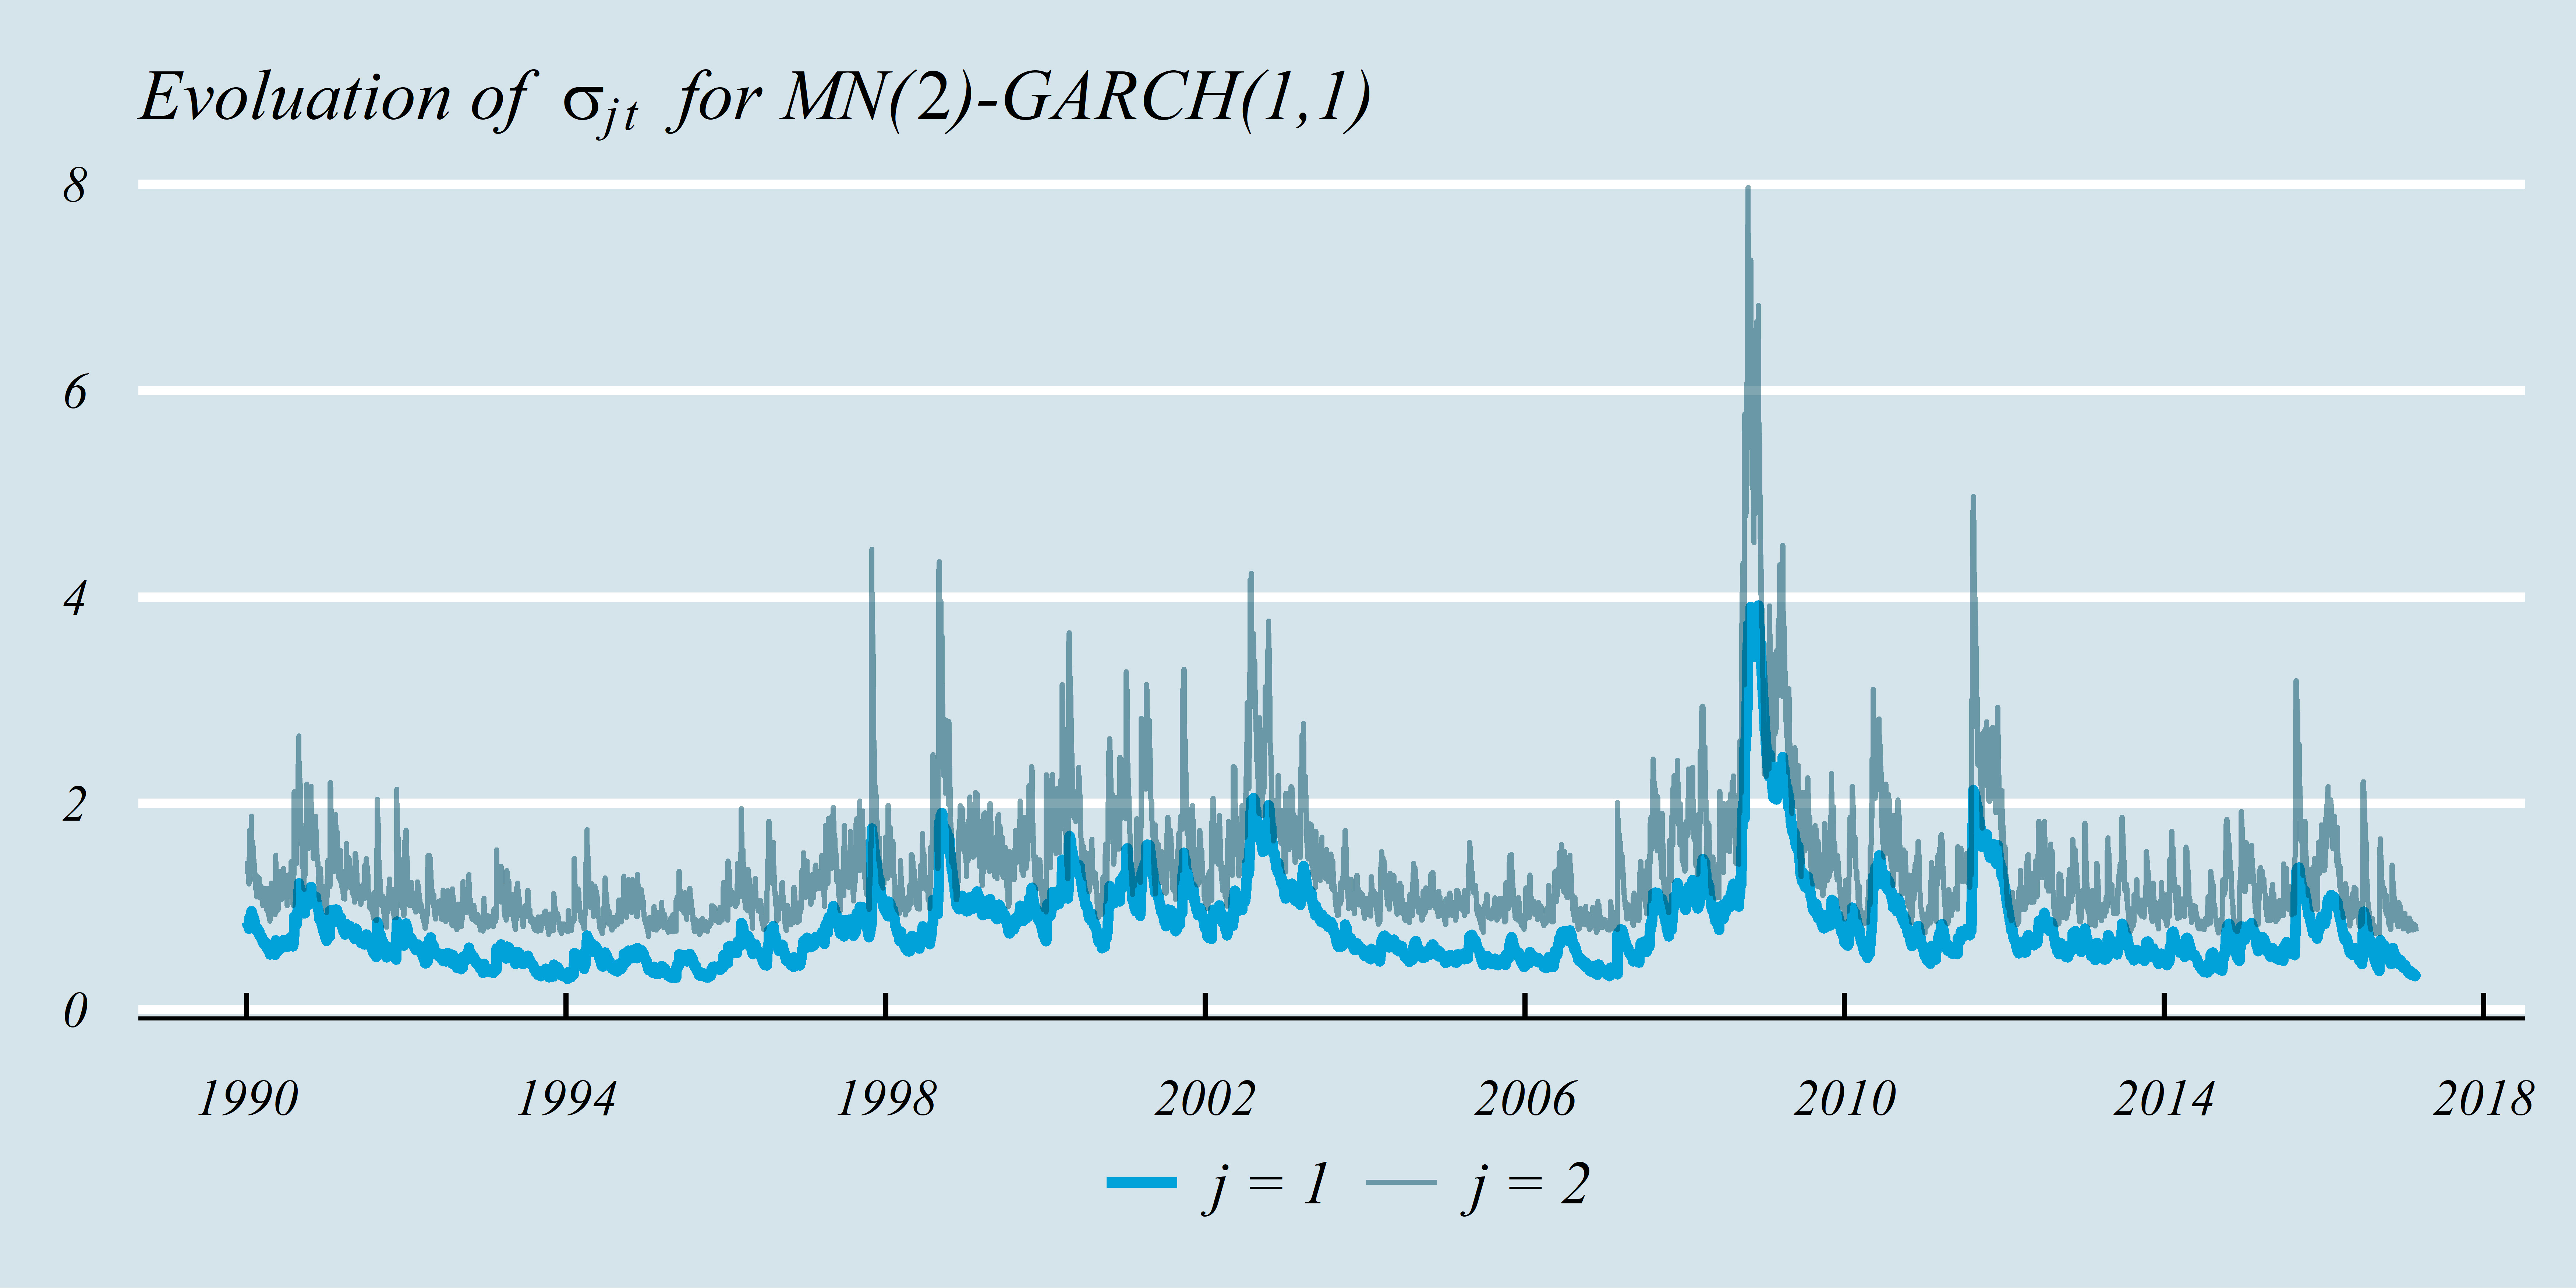 Evoluation of σjt for MN(2)-GARCH(1,1)
8
6
4
2
0
1990 1994 1998 2002 2006 2010 2014 2018
j = 1 j = 2